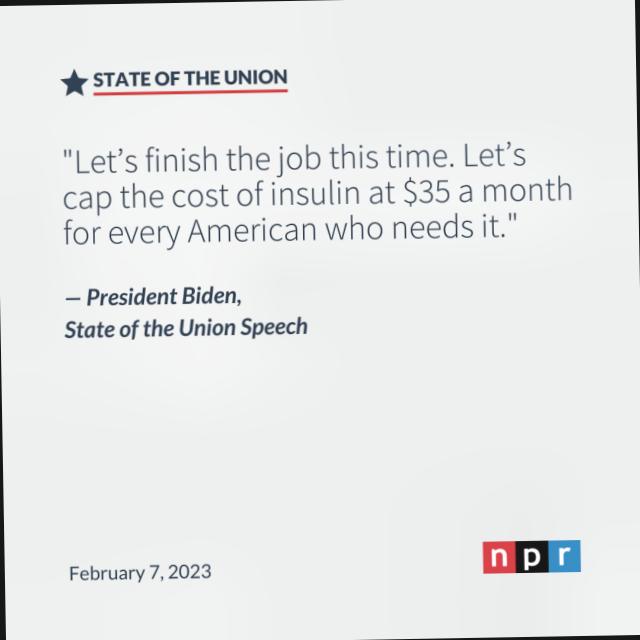 STATE OF THE UNION
"Let’s finish the job this time. Let’s
cap the cost of insulin at $35 a month
for every American who needs it."
— President Biden,
State of the Union Speech
February 7, 2023
npr